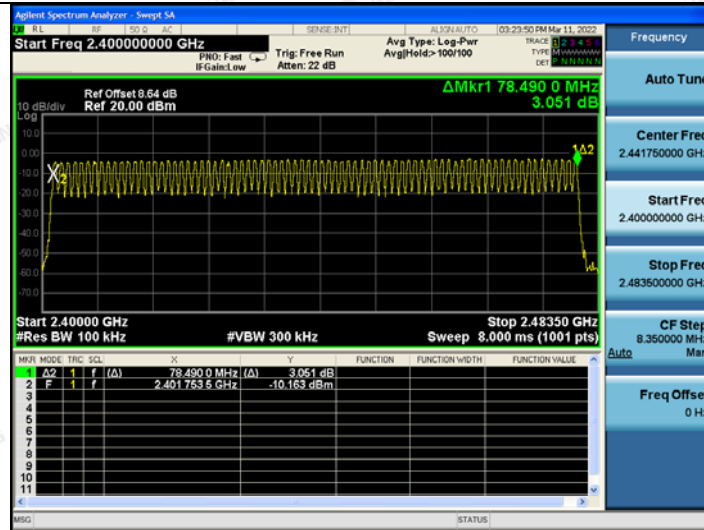 Agilent Spectrum Analyzer - Swept SA
RL RF 50 Ω AC SENSE:INT ALIGNAUTO 03:23:50 PM Mar 11, 2022
Start Freq 2.400000000 GHz
PNO: Fast
IFGain:Low
Trig: Free Run
Atten: 22 dB
Avg Type: Log-Pwr
Avg|Hold:> 100/100
TRACE 1 2 3 4 5 6
TYPE M
DET P N N N N N
ΔMkr1 78.490 0 MHz
3.051 dB
Ref Offset 8.64 dB
Ref 20.00 dBm
10 dB/div
Log
10.0
0.00
-10.0
-20.0
-30.0
-40.0
-50.0
-60.0
-70.0
1Δ2
2
Start 2.40000 GHz
Stop 2.48350 GHz
#Res BW 100 kHz #VBW 300 kHz Sweep 8.000 ms (1001 pts)
MKR MODE TRC SCL X Y FUNCTION FUNCTION WIDTH FUNCTION VALUE
1 Δ2 1 f (Δ) 78.490 0 MHz (Δ) 3.051 dB
2 F 1 f 2.401 753 5 GHz -10.163 dBm
3
4
5
6
7
8
9
10
11
MSG STATUS
Frequency
Auto Tune
Center Freq
2.441750000 GHz
Start Freq
2.400000000 GHz
Stop Freq
2.483500000 GHz
CF Step
8.350000 MHz
Auto Man
Freq Offset
0 Hz